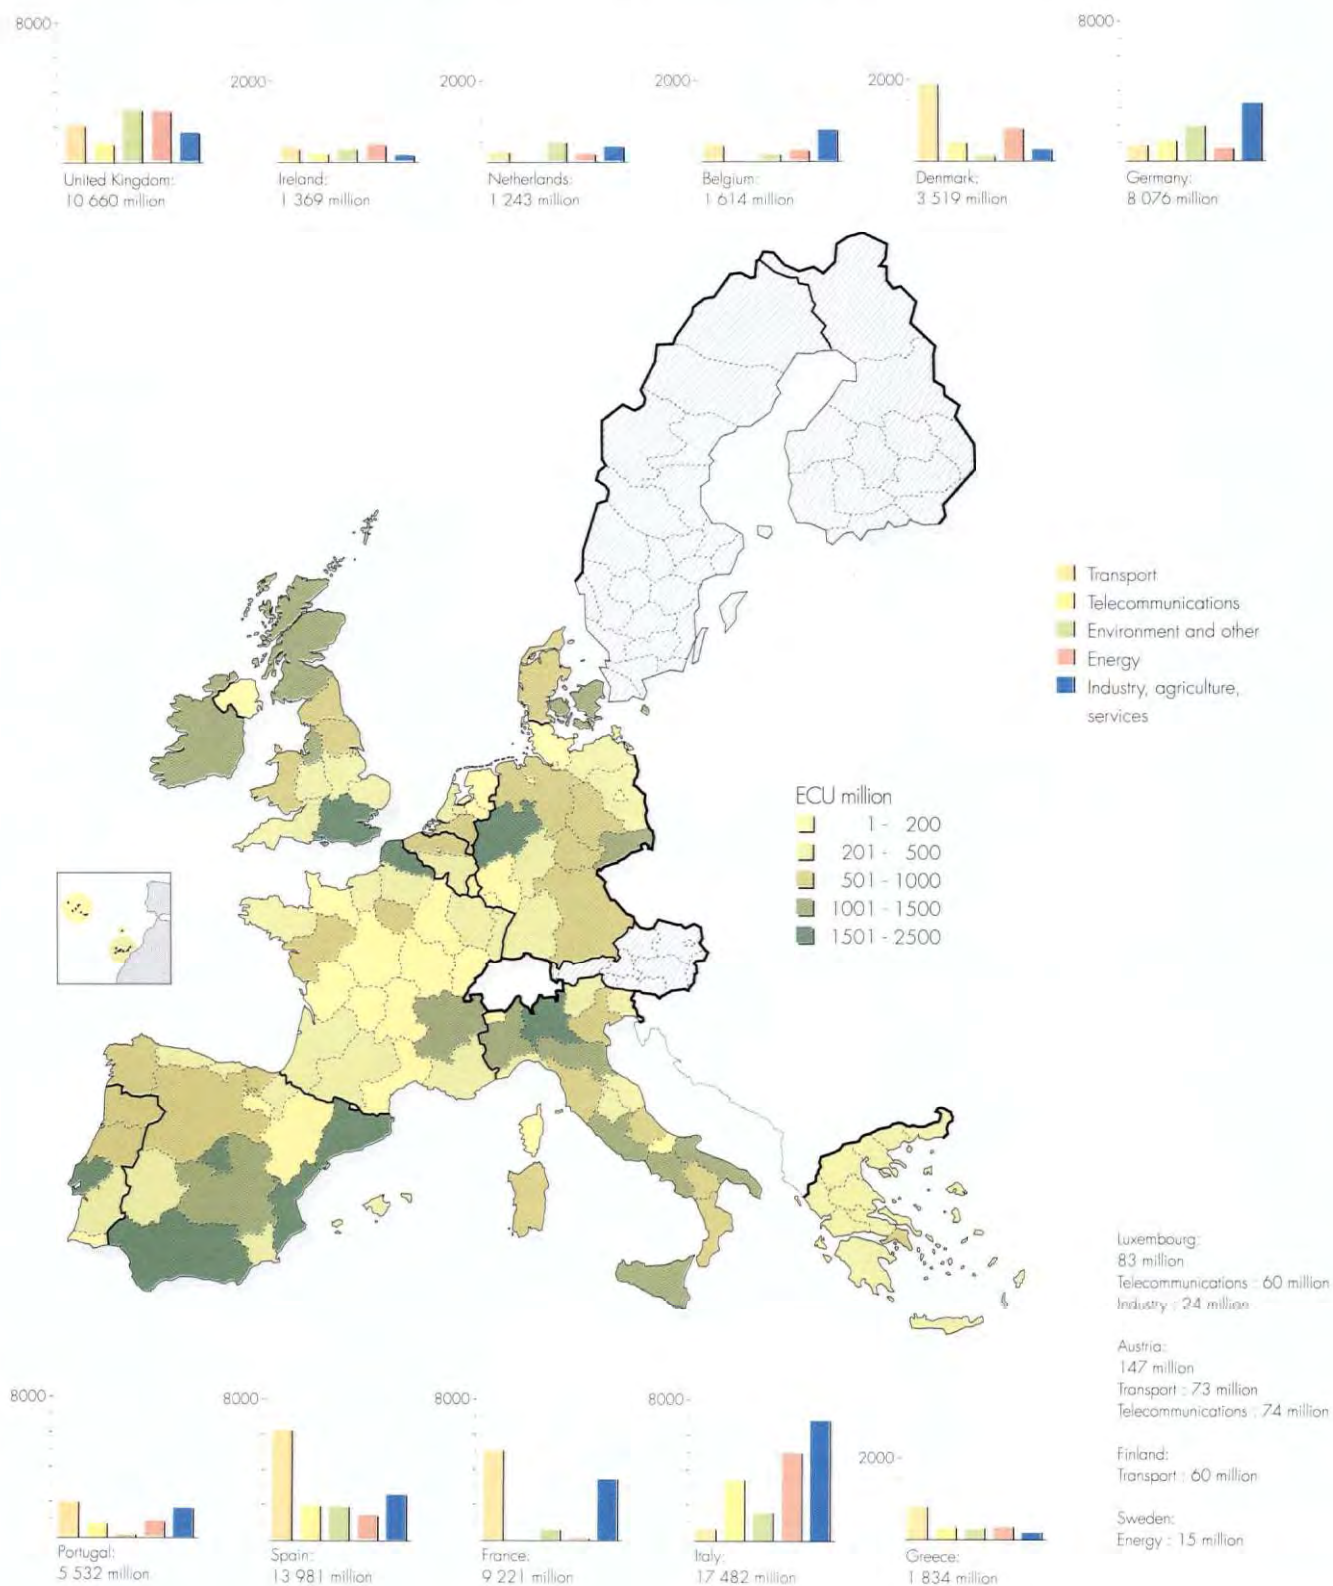 8000
8000
2000
2000
2000
2000
United Kingdom:
10 660 million
Ireland:
1 369 million
Netherlands:
1 243 million
Belgium:
1 614 million
Denmark:
3 519 million
Germany:
8 076 million
Transport
Telecommunications
Environment and other
Energy
Industry, agriculture,
services
ECU million
1 - 200
201 - 500
501 - 1000
1001 - 1500
1501 - 2500
Luxembourg:
83 million
Telecommunications : 60 million
Industry : 24 million
Austria:
147 million
Transport : 73 million
Telecommunications : 74 million
Finland:
Transport : 60 million
Sweden:
Energy : 15 million
8000
8000
8000
8000
2000
Portugal:
5 532 million
Spain:
13 981 million
France:
9 221 million
Italy:
17 482 million
Greece:
1 834 million